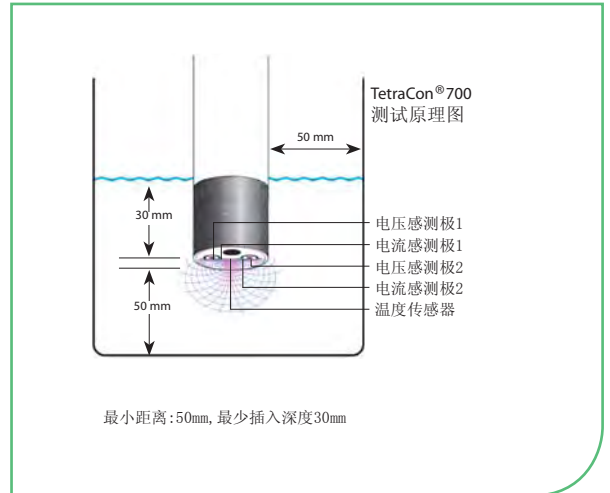 TetraCon®700
测试原理图
50 mm
30 mm
电压感测极1
电流感测极1
电压感测极2
电流感测极2
温度传感器
50 mm
最小距离:50mm,最少插入深度30mm